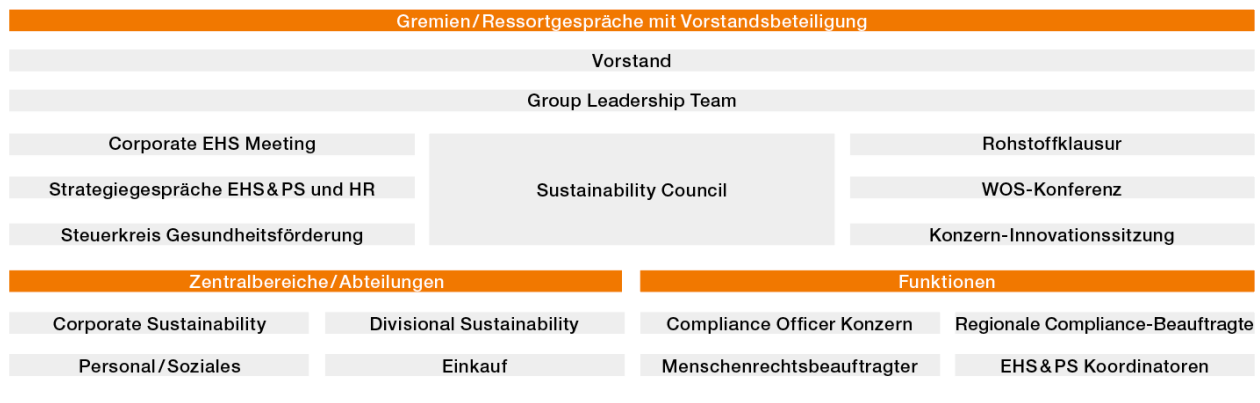 Gremien/Ressortgespräche mit Vorstandsbeteiligung
Vorstand
Group Leadership Team
Corporate EHS Meeting
Strategiegespräche EHS&PS und HR
Steuerkreis Gesundheitsförderung
Sustainability Council
Rohstoffklausur
WOS-Konferenz
Konzern-Innovationssitzung
Zentralbereiche/Abteilungen
Corporate Sustainability
Divisional Sustainability
Personal/Soziales
Einkauf
Funktionen
Compliance Officer Konzern
Regionale Compliance-Beauftragte
Menschenrechtsbeauftragter
EHS&PS Koordinatoren